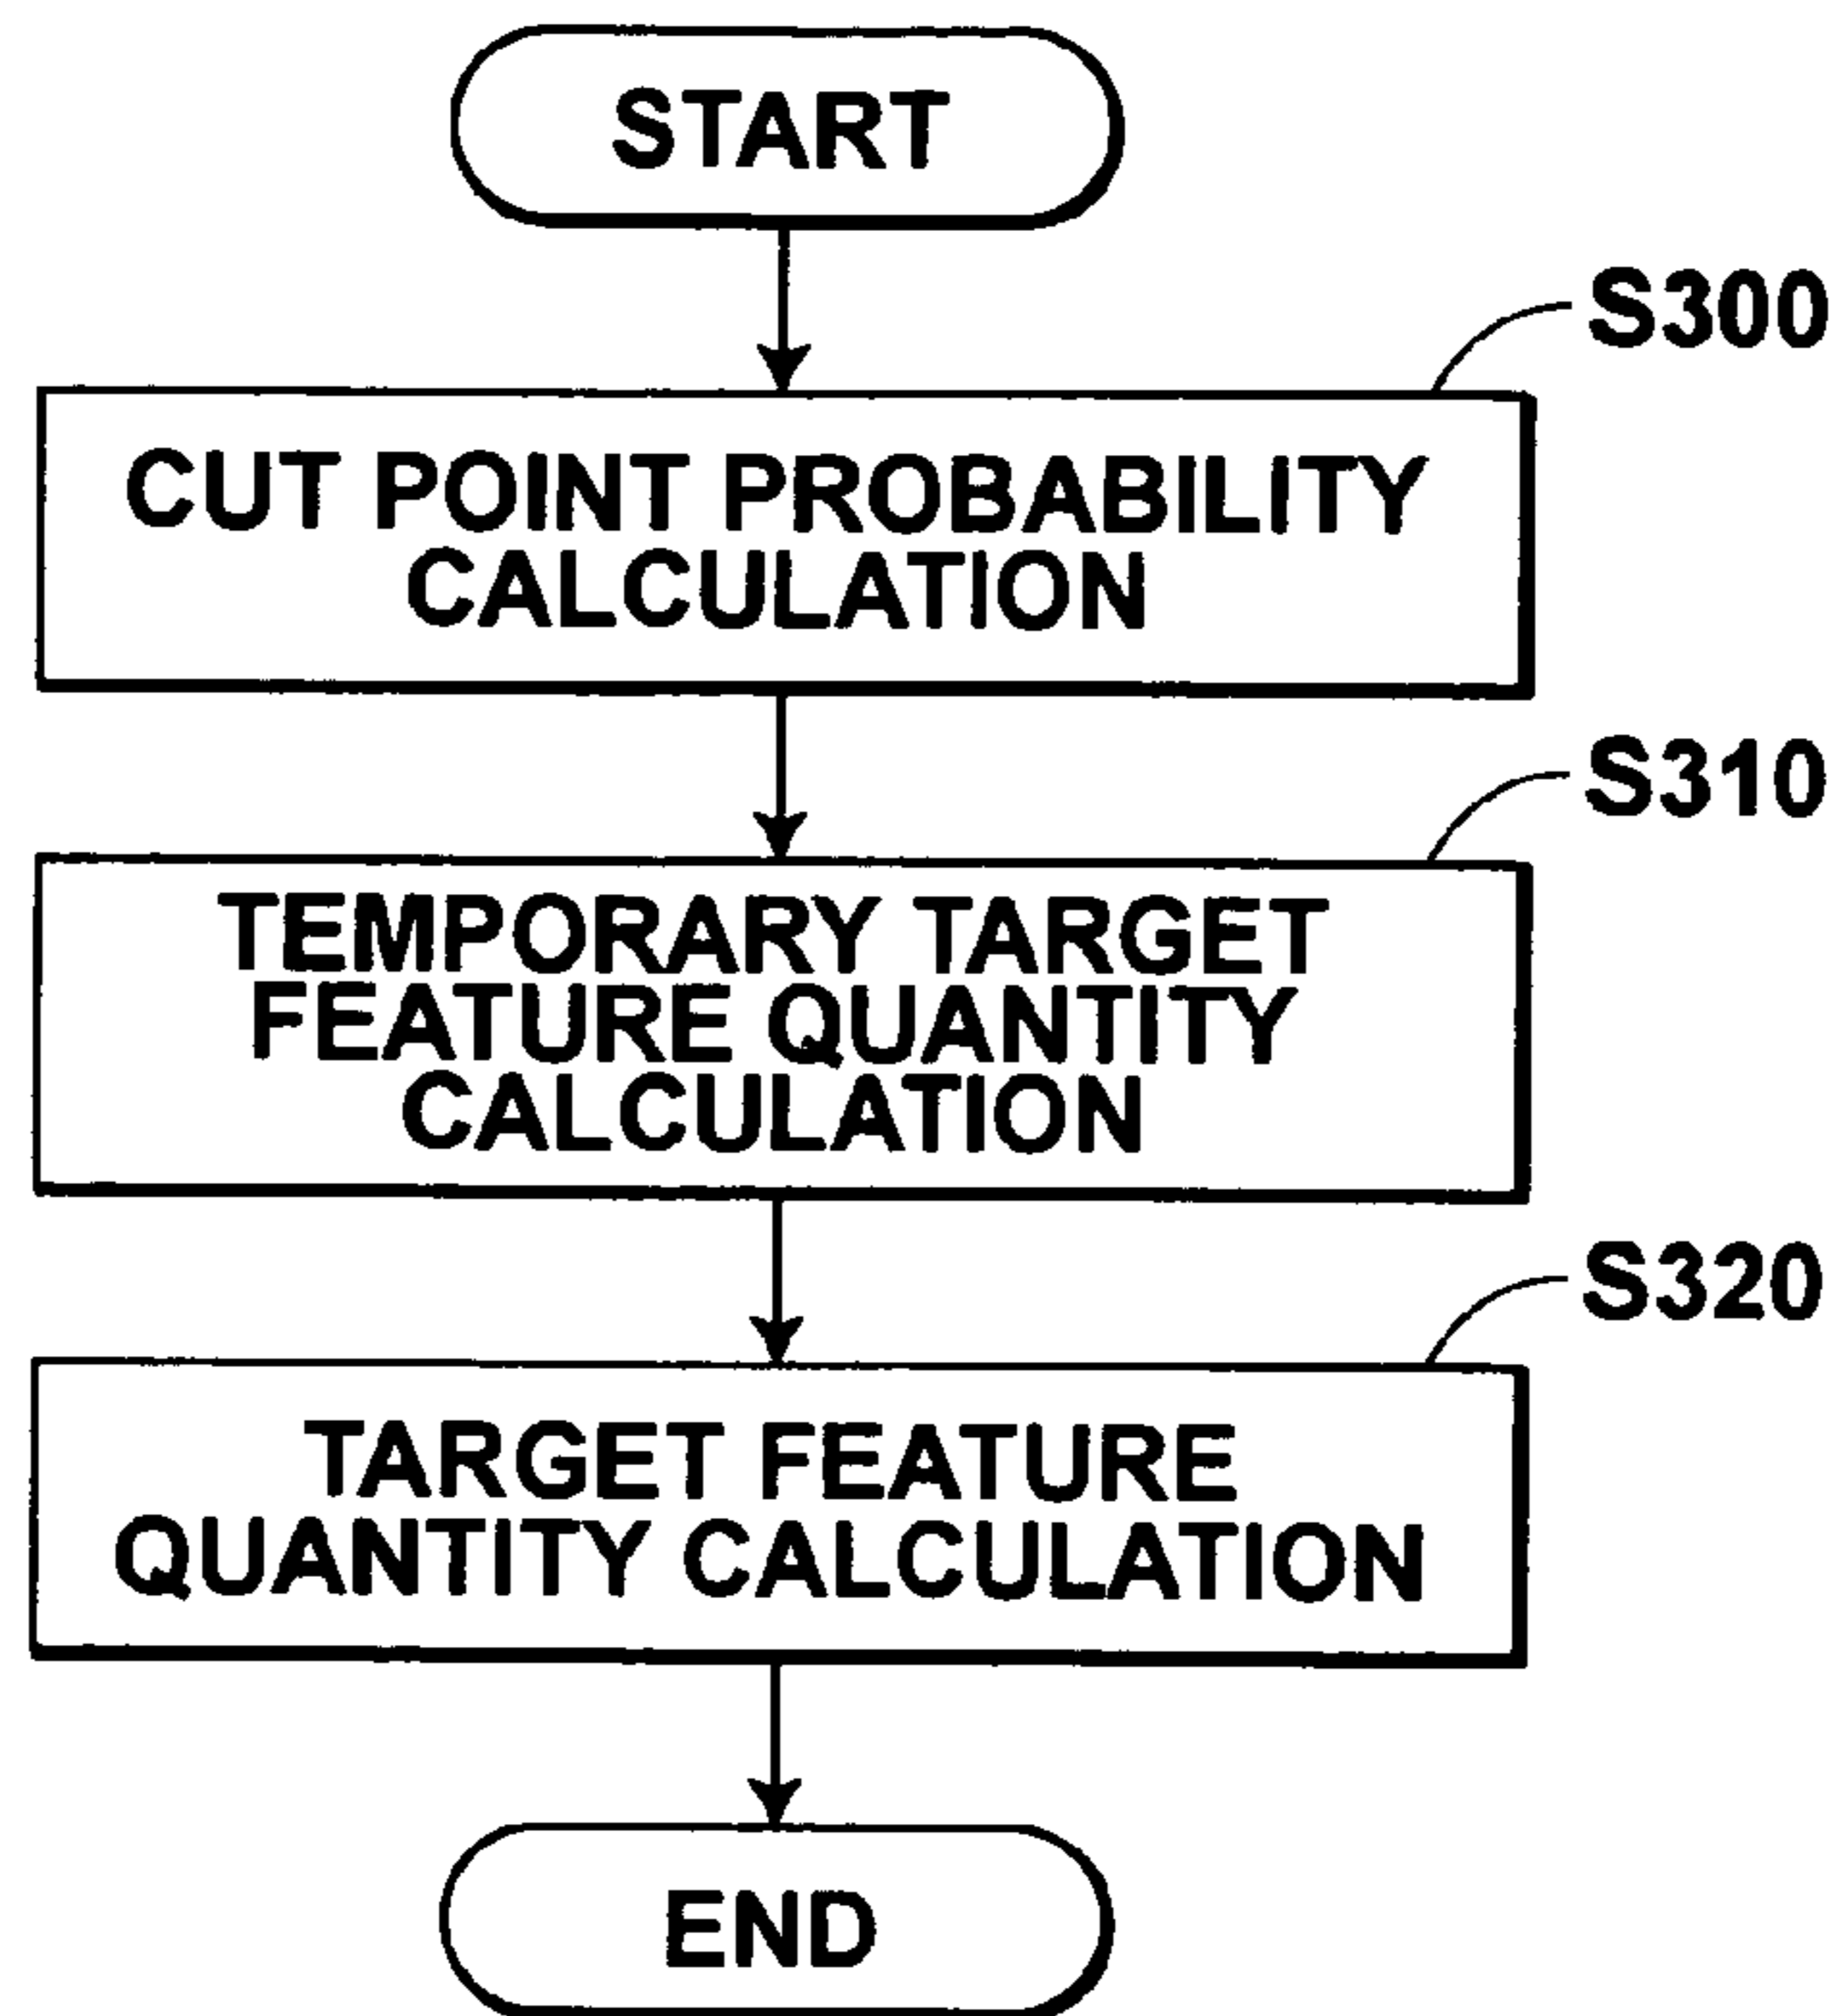 START
S300
CUT POINT PROBABILITY
CALCULATION
S310
TEMPORARY TARGET
FEATURE QUANTITY
CALCULATION
S320
TARGET FEATURE
QUANTITY CALCULATION
END